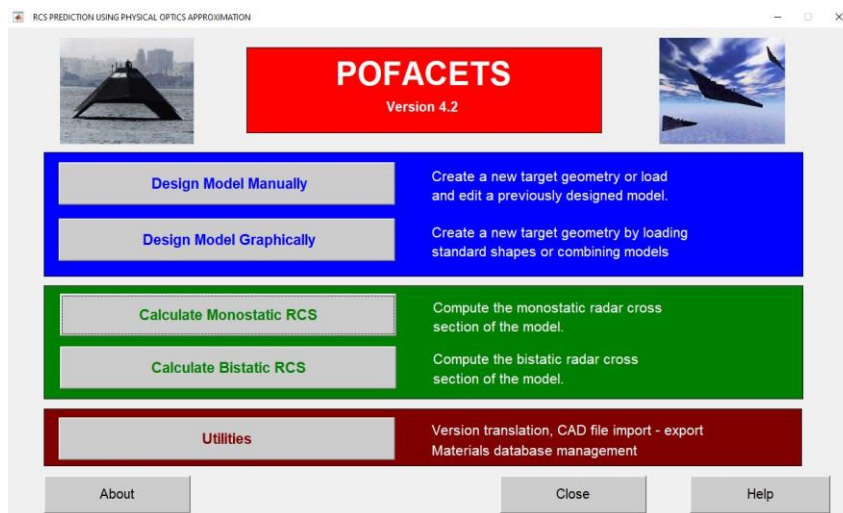 RCS PREDICTION USING PHYSICAL OPTICS APPROXIMATION
POFACETS
Version 4.2
Design Model Manually
Create a new target geometry or load
and edit a previously designed model.
Design Model Graphically
Create a new target geometry by loading
standard shapes or combining models
Calculate Monostatic RCS
Compute the monostatic radar cross
section of the model.
Calculate Bistatic RCS
Compute the bistatic radar cross
section of the model.
Utilities
Version translation, CAD file import - export
Materials database management
About
Close
Help